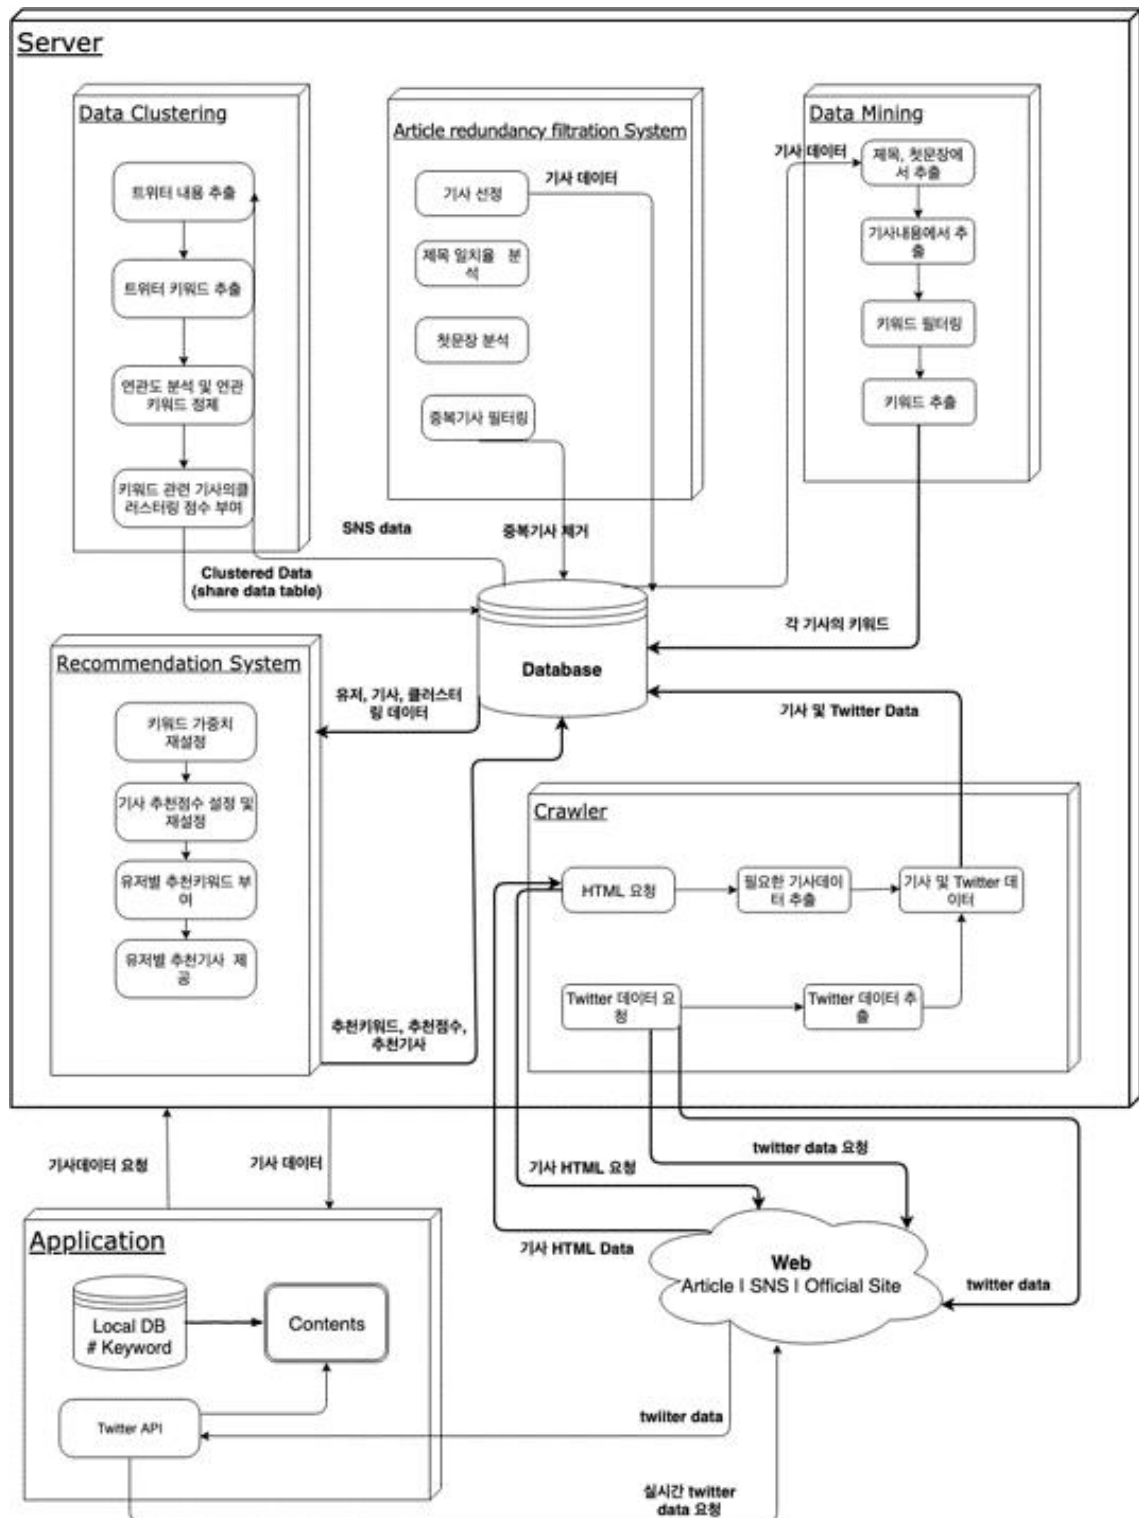 Server
Data Clustering
트위터 내용 추출
트위터 키워드 추출
연관도 분석 및 연관
키워드 정제
키워드 관련 기사의클
러스터링 점수 부여
Article redundancy filtration System
기사 선정
기사 데이터
제목 일치율 분
석
첫문장 분석
중복기사 필터링
Data Mining
기사 데이터
제목, 첫문장에
서 추출
기사내용에서 추
출
키워드 필터링
키워드 추출
SNS data
중복기사 제거
Clustered Data
(share data table)
각 기사의 키워드
Database
Recommendation System
키워드 가중치
재설정
기사 추천점수 설정 및
재설정
유저별 추천키워드 부
여
유저별 추천기사 제
공
유저, 기사, 클러스터
링 데이터
기사 및 Twitter Data
추천키워드, 추천점수,
추천기사
Crawler
HTML 요청
필요한 기사데이
터 추출
기사 및 Twitter 데
이터
Twitter 데이터 요
청
Twitter 데이터 추
출
기사데이터 요청
기사 데이터
기사 HTML 요청
twitter data 요청
기사 HTML Data
Web
Article I SNS I Official Site
twitter data
Application
Local DB
# Keyword
Contents
Twitter API
twiiter data
실시간 twitter
data 요청